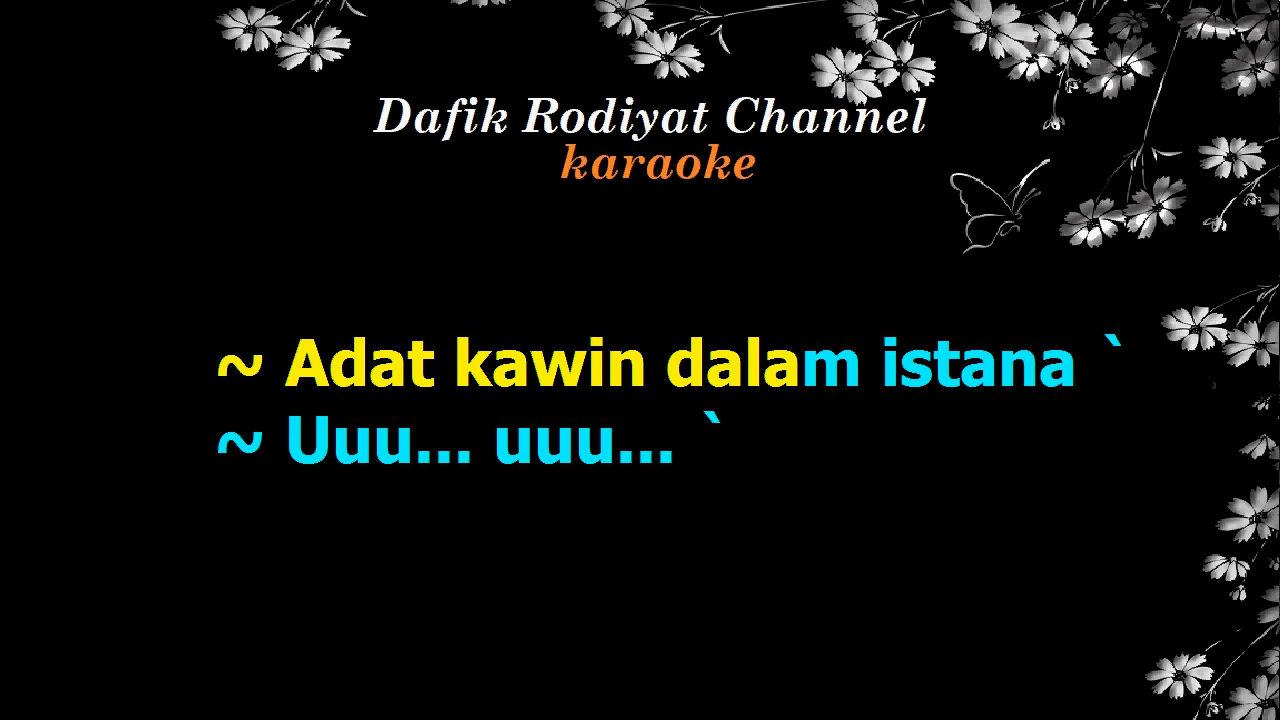 Dafik Rodiyat Channel
karaoke
~ Adat kawin dalam istana `
~ Uuu... uuu... `